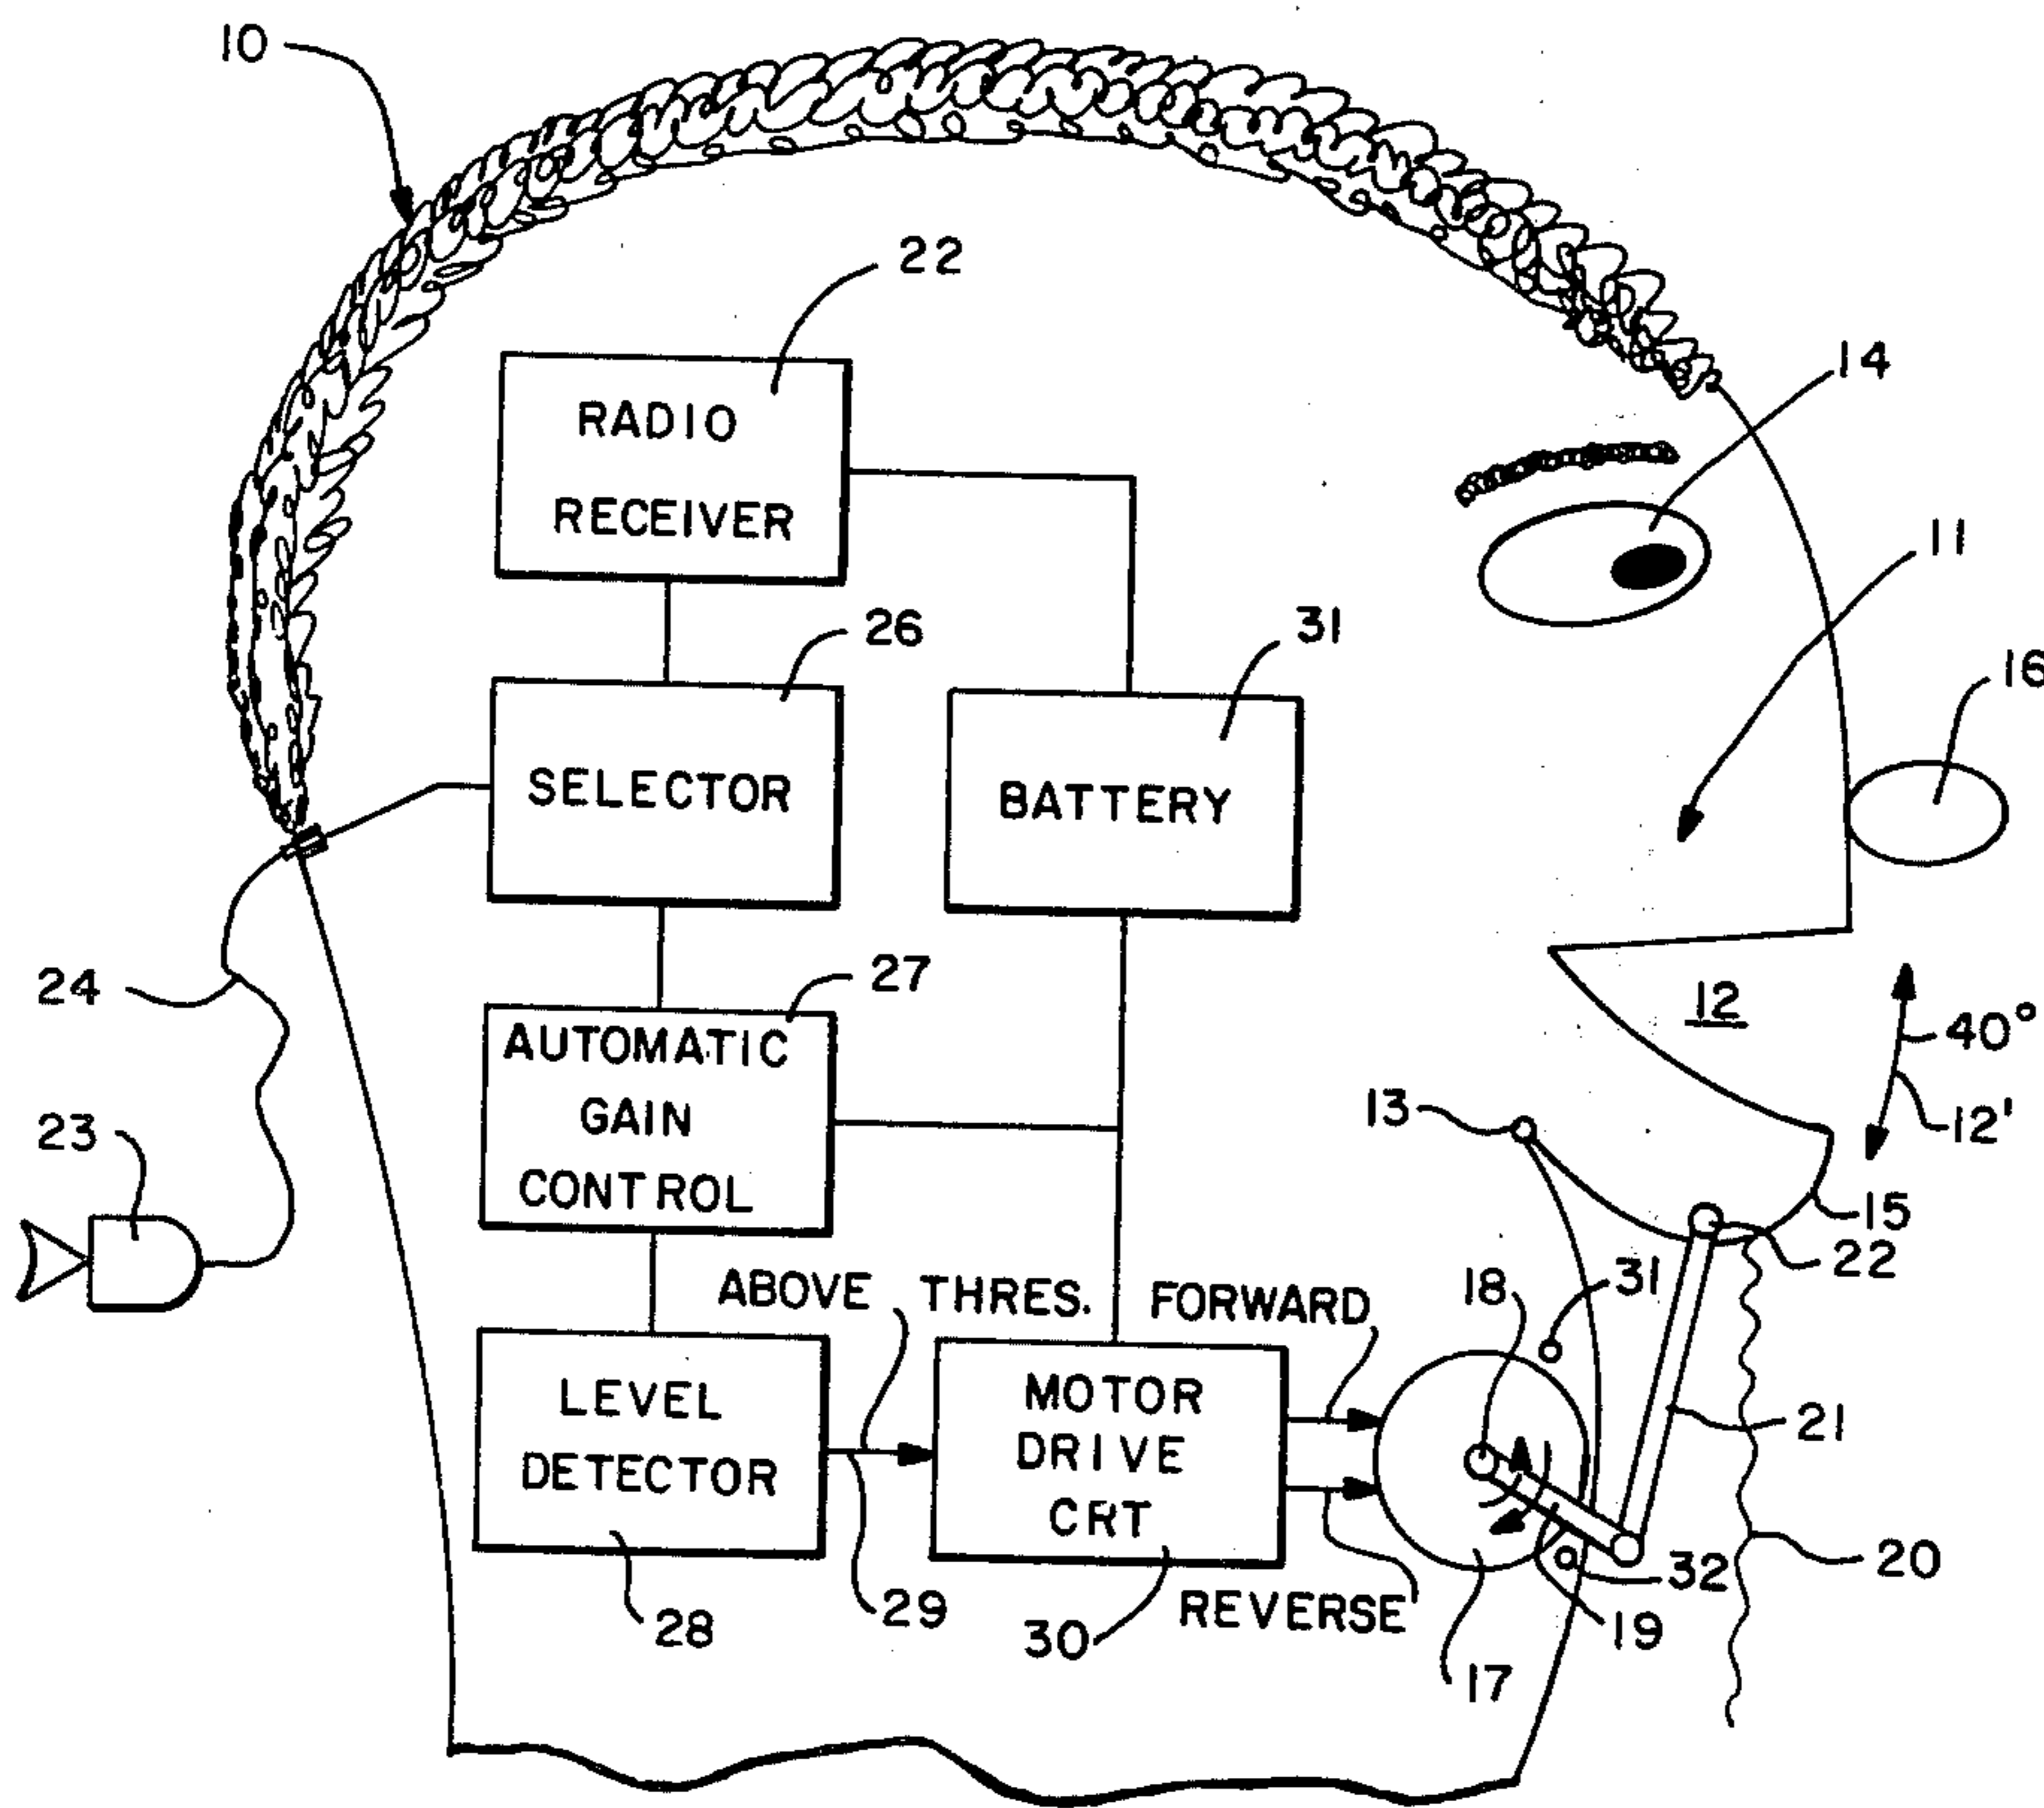 10
22
RADIO
RECEIVER
14
11
26
31
16
SELECTOR
BATTERY
24
27
12
40°
12'
AUTOMATIC
GAIN
CONTROL
13
23
15
22
ABOVE THRES.
FORWARD
18
31
LEVEL
DETECTOR
MOTOR
DRIVE
CRT
21
20
32
28
29
30
REVERSE
19
17